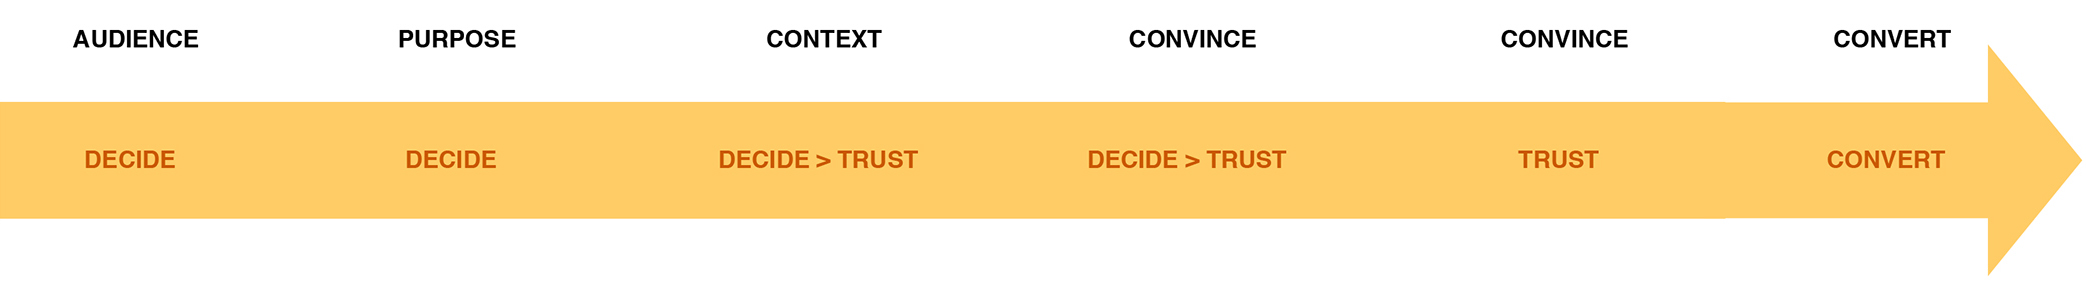 AUDIENCE PURPOSE CONTEXT CONVINCE CONVINCE CONVERT
DECIDE DECIDE DECIDE > TRUST DECIDE > TRUST TRUST CONVERT